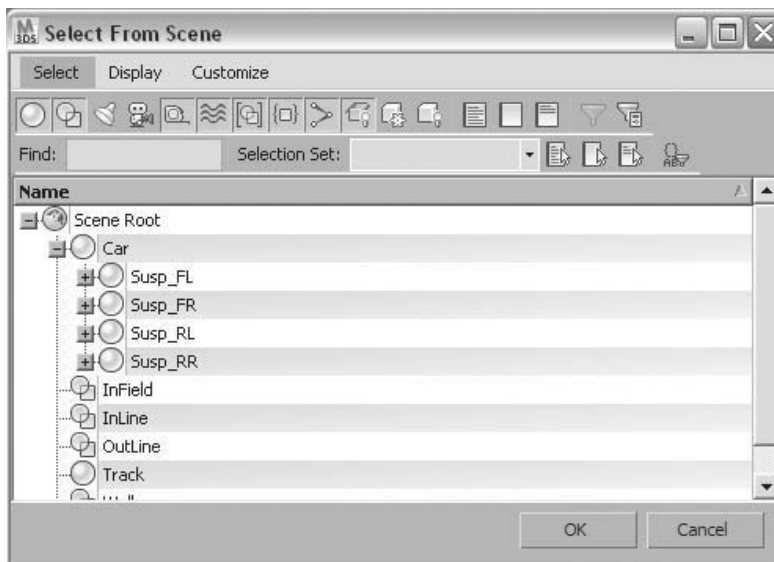 M
3DS Select From Scene
Select Display Customize
Find: Selection Set:
Name
Scene Root
Car
Susp_FL
Susp_FR
Susp_RL
Susp_RR
InField
InLine
OutLine
Track
OK Cancel